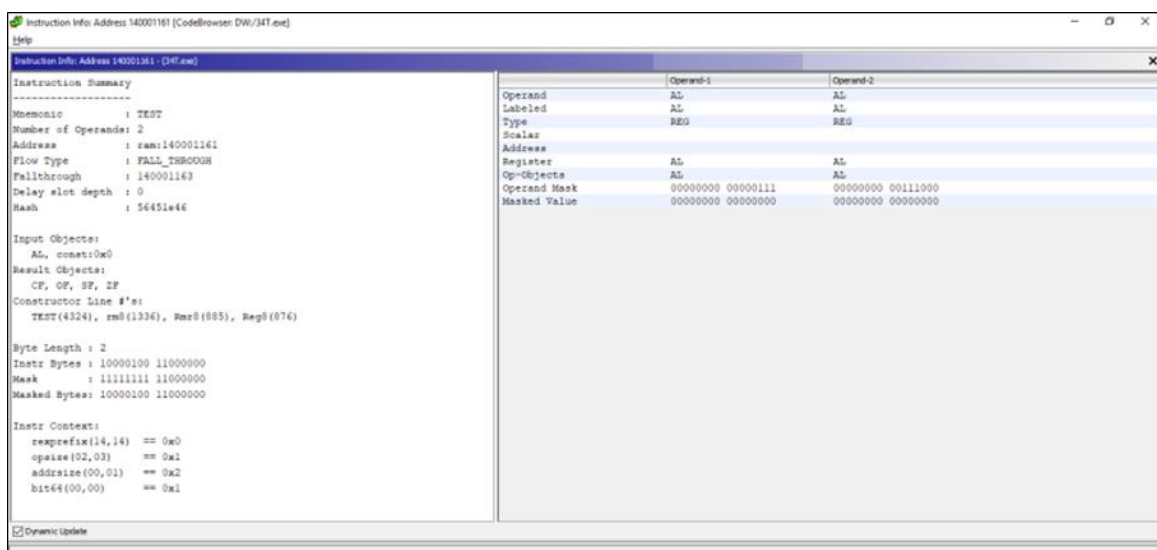 Instruction Info: Address 140001161 [CodeBrowser: DW:/34T.exe]
Help
Instruction Info: Address 140001161 - (34T.exe)
Instruction Summary
-------------------
Mnemonic : TEST
Number of Operands: 2
Address : ram:140001161
Flow Type : FALL_THROUGH
Fallthrough : 140001163
Delay slot depth : 0
Hash : 56451e46
Input Objects:
AL, const:0x0
Result Objects:
CF, OF, SF, ZF
Constructor Line #'s:
TEST(4324), rm8(1336), Rmr8(885), Reg8(876)
Byte Length : 2
Instr Bytes : 10000100 11000000
Mask : 11111111 11000000
Masked Bytes: 10000100 11000000
Instr Context:
rexprefix(14,14) == 0x0
opsize(02,03) == 0x1
addrsize(00,01) == 0x2
bit64(00,00) == 0x1
Operand-1 Operand-2
Operand AL AL
Labeled AL AL
Type REG REG
Scalar
Address
Register AL AL
Op-Objects AL AL
Operand Mask 00000000 00000111 00000000 00111000
Masked Value 00000000 00000000 00000000 00000000
Dynamic Update